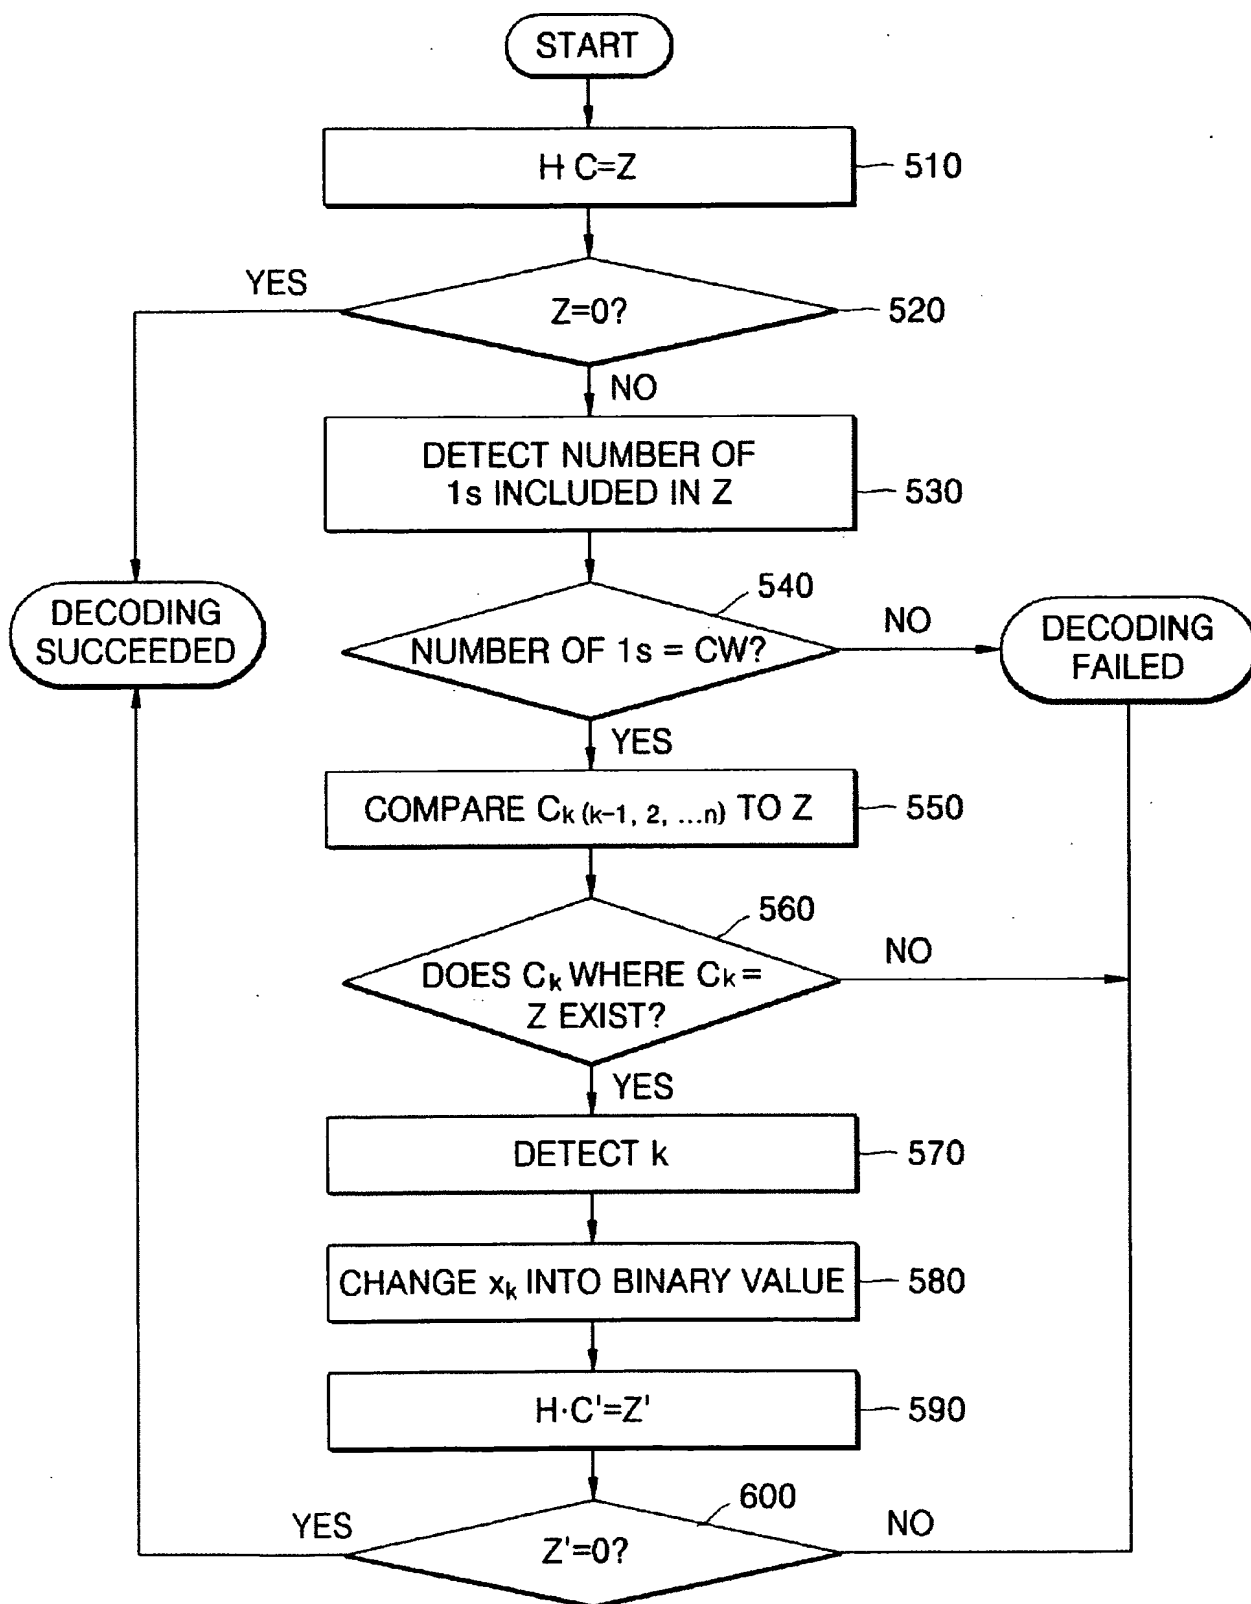 START
H C=Z
510
YES
Z=0?
520
NO
DETECT NUMBER OF
1s INCLUDED IN Z
530
DECODING
SUCCEEDED
540
NUMBER OF 1s = CW?
NO
DECODING
FAILED
YES
COMPARE Ck (k-1, 2, ...n) TO Z
550
560
DOES Ck WHERE Ck =
Z EXIST?
NO
YES
DETECT k
570
CHANGE xk INTO BINARY VALUE
580
H·C'=Z'
590
600
YES
Z'=0?
NO